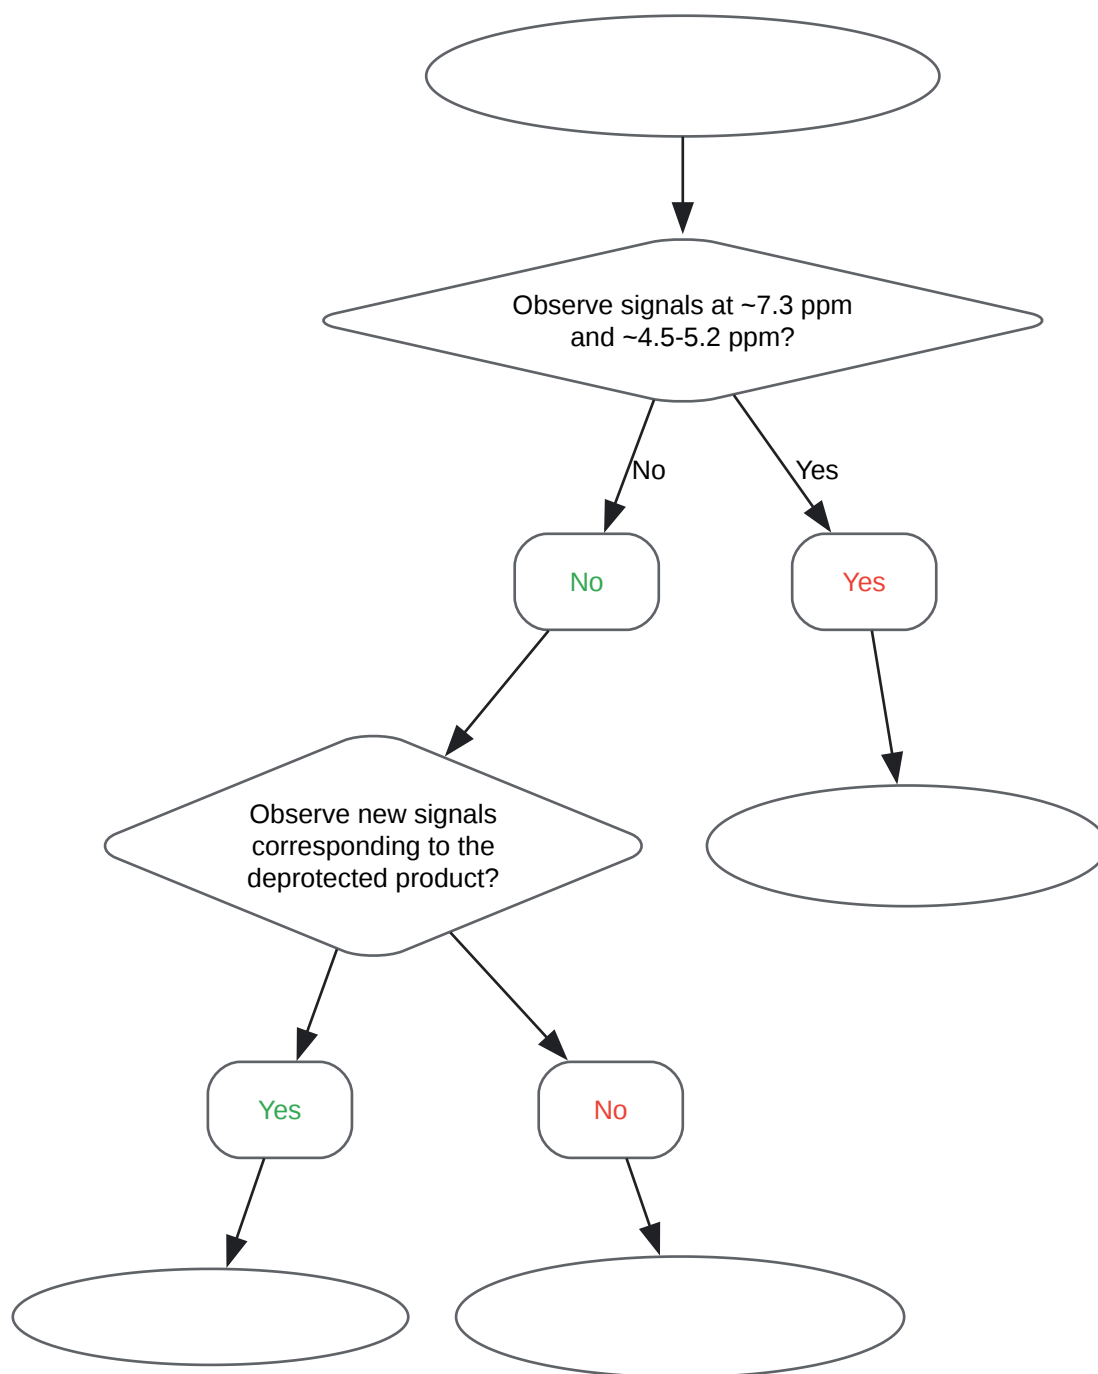 Observe signals at ~7.3 ppm
and ~4.5-5.2 ppm?
No
Yes
No
Yes
Observe new signals
corresponding to the
deprotected product?
Yes
No